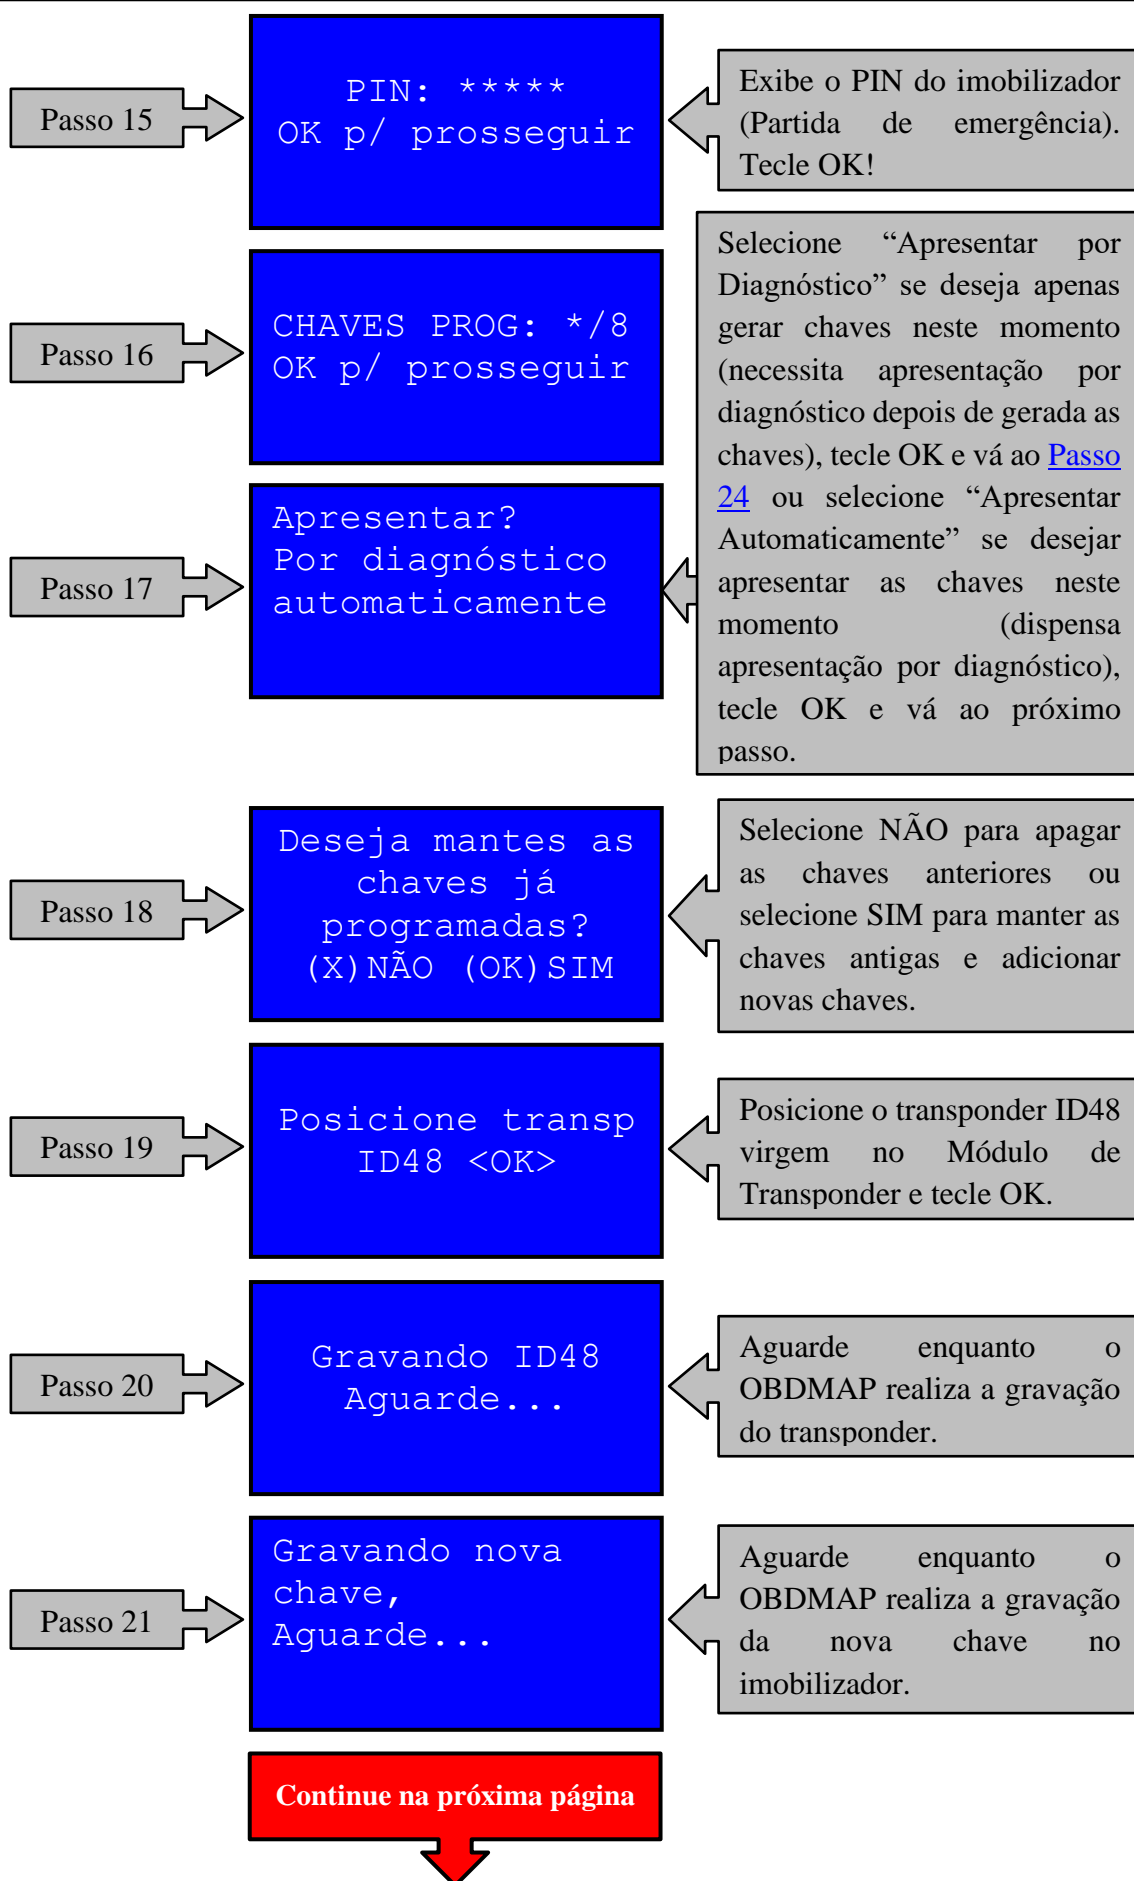 Passo 15
PIN: *****
OK p/ prosseguir
Exibe o PIN do imobilizador
(Partida de emergência).
Tecle OK!
Passo 16
CHAVES PROG: */8
OK p/ prosseguir
Passo 17
Apresentar?
Por diagnóstico
automaticamente
Selecione “Apresentar por
Diagnóstico” se deseja apenas
gerar chaves neste momento
(necessita apresentação por
diagnóstico depois de gerada as
chaves), tecle OK e vá ao Passo
24 ou selecione “Apresentar
Automaticamente” se desejar
apresentar as chaves neste
momento (dispensa
apresentação por diagnóstico),
tecle OK e vá ao próximo
passo.
Passo 18
Deseja mantes as
chaves já
programadas?
(X)NÃO (OK)SIM
Selecione NÃO para apagar
as chaves anteriores ou
selecione SIM para manter as
chaves antigas e adicionar
novas chaves.
Passo 19
Posicione transp
ID48 <OK>
Posicione o transponder ID48
virgem no Módulo de
Transponder e tecle OK.
Passo 20
Gravando ID48
Aguarde...
Aguarde enquanto o
OBDMAP realiza a gravação
do transponder.
Passo 21
Gravando nova
chave,
Aguarde...
Aguarde enquanto o
OBDMAP realiza a gravação
da nova chave no
imobilizador.
Continue na próxima página